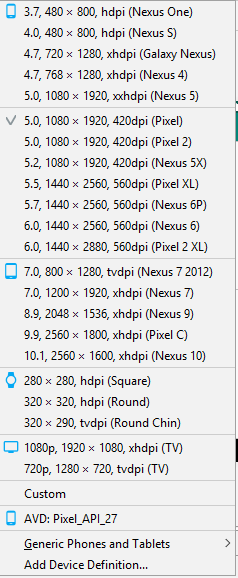 3.7, 480 × 800, hdpi (Nexus One)
4.0, 480 × 800, hdpi (Nexus S)
4.7, 720 × 1280, xhdpi (Galaxy Nexus)
4.7, 768 × 1280, xhdpi (Nexus 4)
5.0, 1080 × 1920, xxhdpi (Nexus 5)
5.0, 1080 × 1920, 420dpi (Pixel)
5.0, 1080 × 1920, 420dpi (Pixel 2)
5.2, 1080 × 1920, 420dpi (Nexus 5X)
5.5, 1440 × 2560, 560dpi (Pixel XL)
5.7, 1440 × 2560, 560dpi (Nexus 6P)
6.0, 1440 × 2560, 560dpi (Nexus 6)
6.0, 1440 × 2880, 560dpi (Pixel 2 XL)
7.0, 800 × 1280, tvdpi (Nexus 7 2012)
7.0, 1200 × 1920, xhdpi (Nexus 7)
8.9, 2048 × 1536, xhdpi (Nexus 9)
9.9, 2560 × 1800, xhdpi (Pixel C)
10.1, 2560 × 1600, xhdpi (Nexus 10)
280 × 280, hdpi (Square)
320 × 320, hdpi (Round)
320 × 290, tvdpi (Round Chin)
1080p, 1920 × 1080, xhdpi (TV)
720p, 1280 × 720, tvdpi (TV)
Custom
AVD: Pixel_API_27
Generic Phones and Tablets
Add Device Definition...